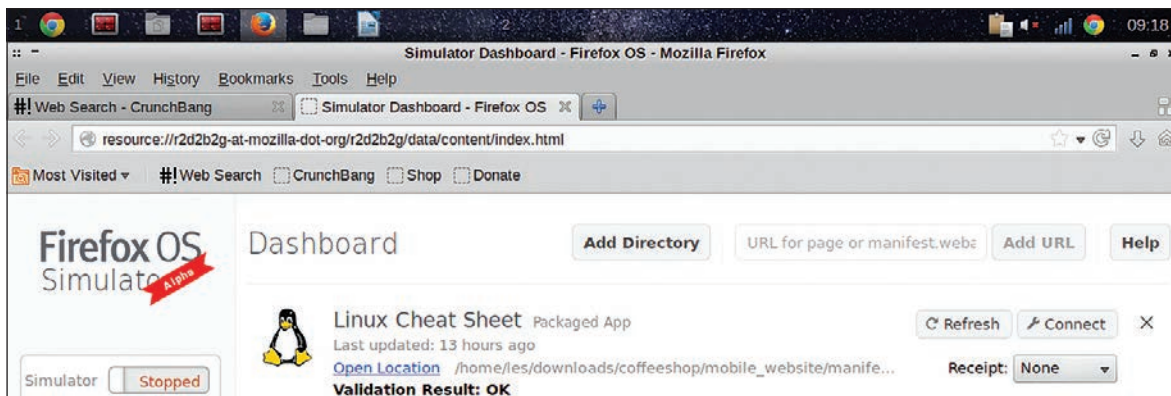 1 2 09:18
Simulator Dashboard - Firefox OS - Mozilla Firefox
File Edit View History Bookmarks Tools Help
#! Web Search - CrunchBang Simulator Dashboard - Firefox OS
resource://r2d2b2g-at-mozilla-dot-org/r2d2b2g/data/content/index.html
Most Visited #! Web Search CrunchBang Shop Donate
Firefox OS
Simulator
Alpha
Dashboard Add Directory URL for page or manifest.weba Add URL Help
Linux Cheat Sheet Packaged App Refresh Connect
Last updated: 13 hours ago
Open Location /home/les/downloads/coffeeshop/mobile_website/manife... Receipt: None
Validation Result: OK
Simulator Stopped